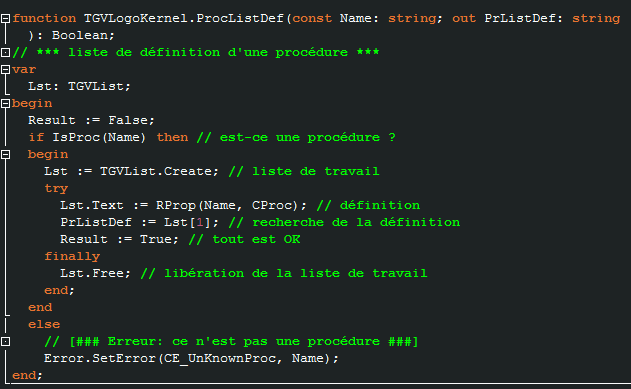 function TGVLogoKernel.ProcListDef(const Name: string; out PrListDef: string
  ): Boolean;
// *** liste de définition d'une procédure ***
var
  Lst: TGVList;
begin
  Result := False;
  if IsProc(Name) then // est-ce une procédure ?
  begin
    Lst := TGVList.Create; // liste de travail
    try
      Lst.Text := RProp(Name, CProc); // définition
      PrListDef := Lst[1]; // recherche de la définition
      Result := True; // tout est OK
    finally
      Lst.Free; // libération de la liste de travail
    end;
  end
  else
    // [### Erreur: ce n'est pas une procédure ###]
    Error.SetError(CE_UnKnownProc, Name);
end;